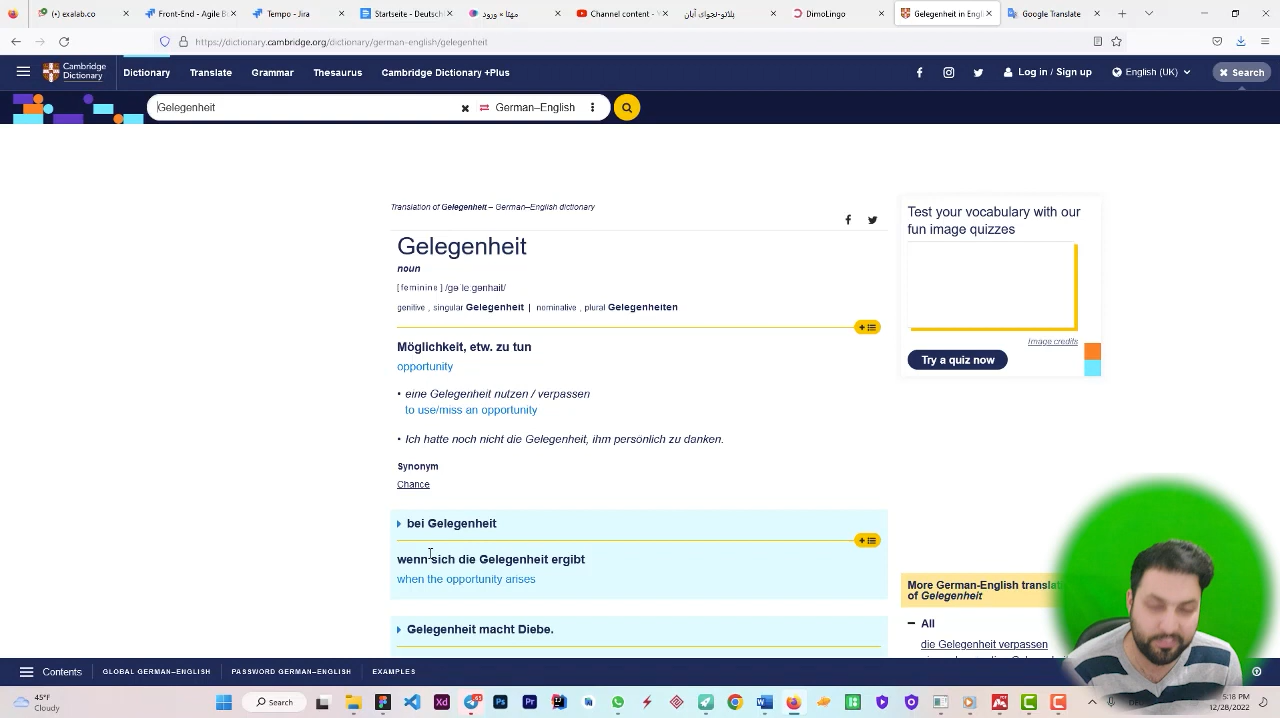 YouTube
DimoLingo
Google Translate
https://dictionary.cambridge.org/dictionary/german-english/gelegenheit
Cambridge
Dictionary
Dictionary Translate Grammar Thesaurus Cambridge Dictionary +Plus
Log in / Sign up English (UK) Search
Gelegenheit German–English
Translation of Gelegenheit – German–English dictionary
Gelegenheit
noun
[ feminine ] /ɡəˈleːɡənhait/
genitive , singular Gelegenheit | nominative , plural Gelegenheiten
Möglichkeit, etw. zu tun
opportunity
• eine Gelegenheit nutzen / verpassen
to use/miss an opportunity
• Ich hatte noch nicht die Gelegenheit, ihm persönlich zu danken.
Synonym
Chance
bei Gelegenheit
wenn sich die Gelegenheit ergibt
when the opportunity arises
Gelegenheit macht Diebe.
Test your vocabulary with our
fun image quizzes
Image credits
Try a quiz now
More German-English
of Gelegenheit
All
die Gelegenheit verpassen
Contents GLOBAL GERMAN–ENGLISH PASSWORD GERMAN–ENGLISH EXAMPLES
45°F
Cloudy
Search
5:18 PM
12/28/2022